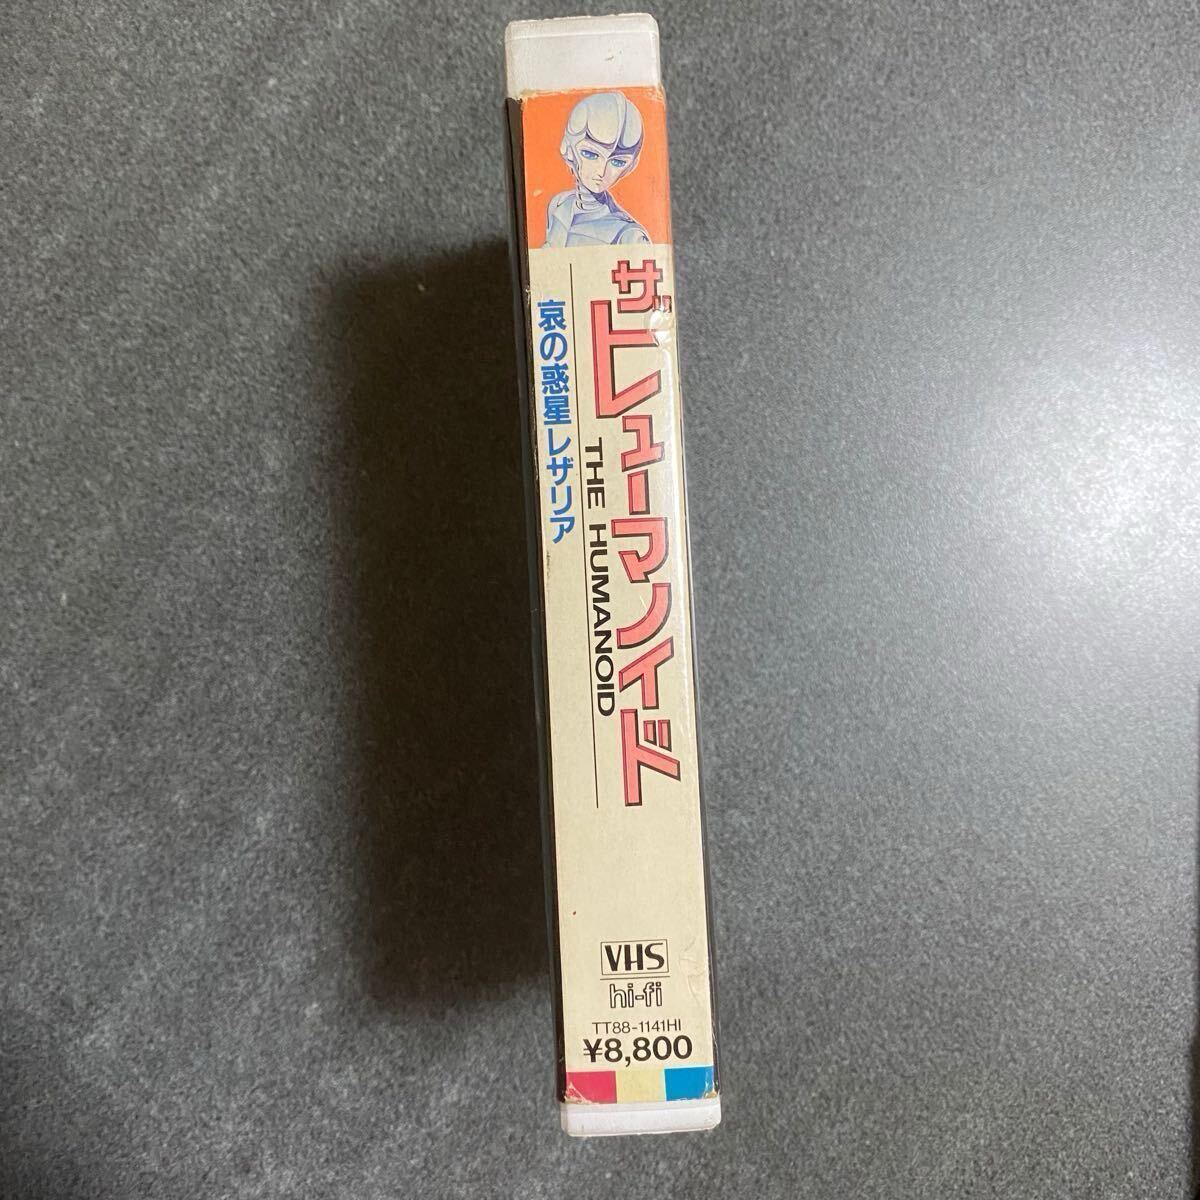 ザ・ヒューマノイド
THE HUMANOID
哀の惑星レザリア
VHS
hi-fi
TT88-1141HI
¥8,800